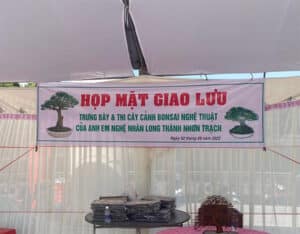 HỌP MẶT GIAO LƯU
TRƯNG BÀY & THI CÂY CẢNH BONSAI NGHỆ THUẬT
CỦA ANH EM NGHỆ NHÂN LONG THÀNH NHƠN TRẠCH